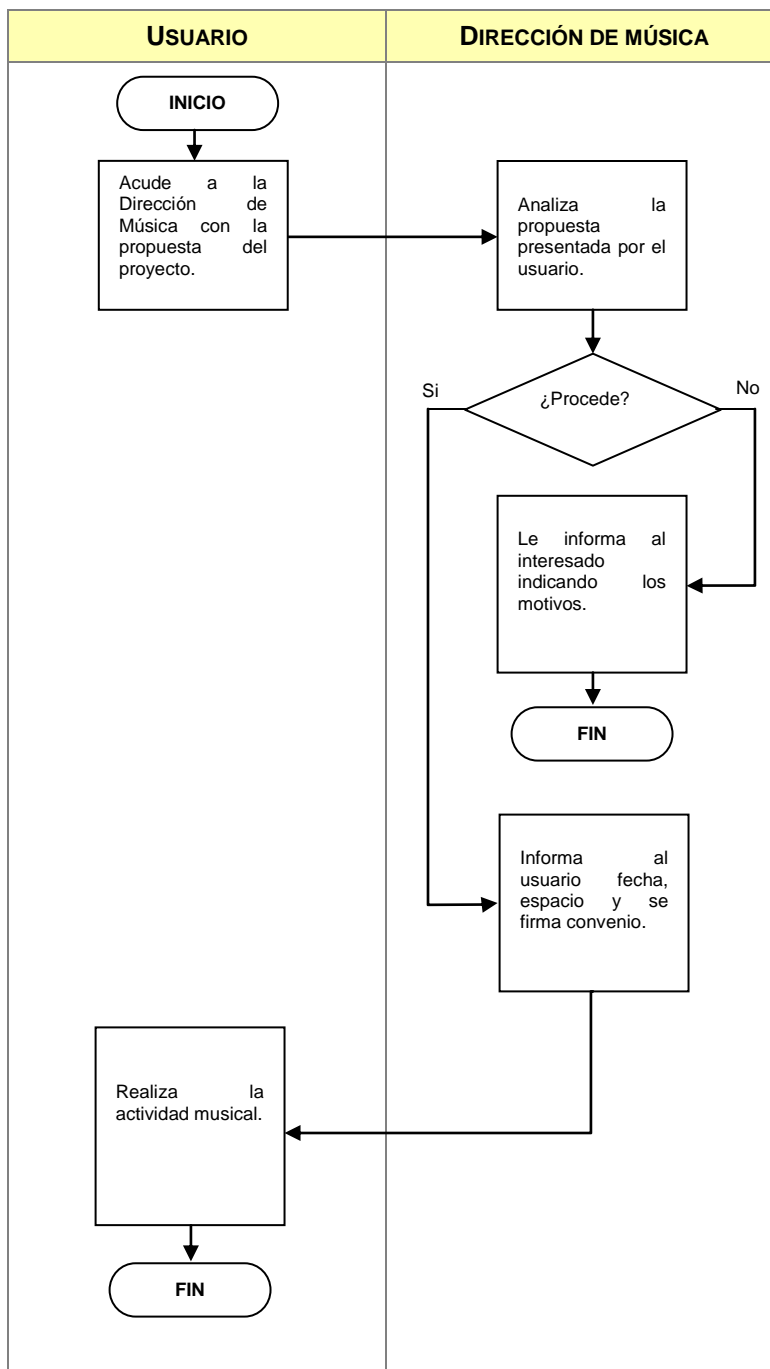 USUARIO
DIRECCIÓN DE MÚSICA
INICIO
Acude a la
Dirección de
Música con la
propuesta del
proyecto.
Analiza la
propuesta
presentada por el
usuario.
¿Procede?
Si
No
Le informa al
interesado
indicando los
motivos.
FIN
Informa al
usuario fecha,
espacio y se
firma convenio.
Realiza la
actividad musical.
FIN